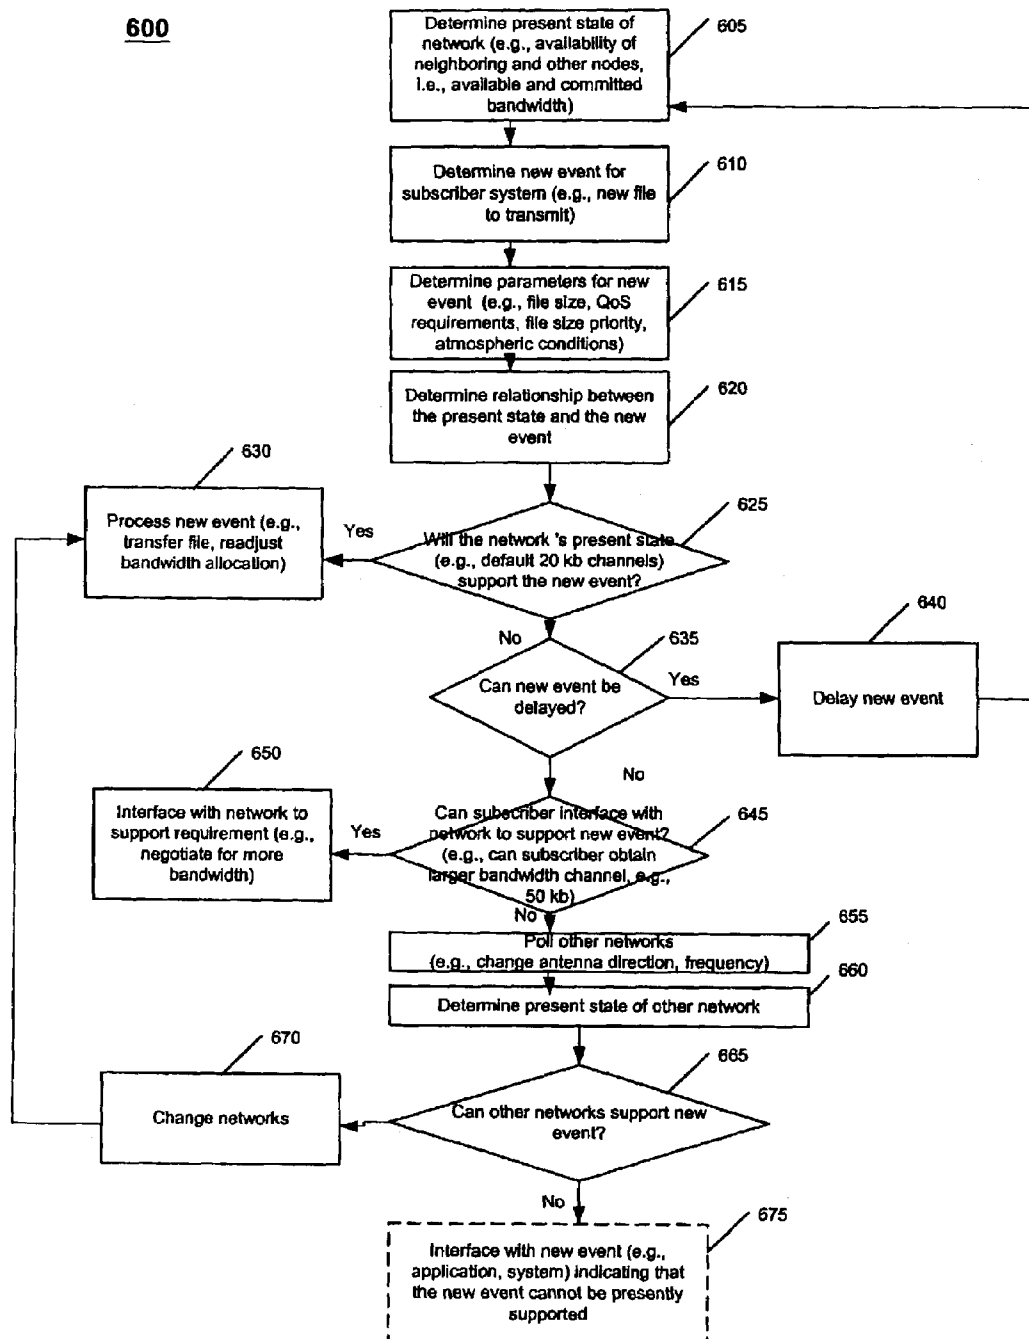 600
Determine present state of
network (e.g., availability of
neighboring and other nodes,
i.e., available and committed
bandwidth)
605
Determine new event for
subscriber system (e.g., new file
to transmit)
610
Determine parameters for new
event (e.g., file size, QoS
requirements, file size priority,
atmospheric conditions)
615
Determine relationship between
the present state and the new
event
620
630
Process new event (e.g.,
transfer file, readjust
bandwidth allocation)
Yes
Will the network 's present state
(e.g., default 20 kb channels)
support the new event?
625
No
635
Can new event be
delayed?
Yes
640
Delay new event
No
650
Interface with network to
support requirement (e.g.,
negotiate for more
bandwidth)
Yes
Can subscriber interface with
network to support new event?
(e.g., can subscriber obtain
larger bandwidth channel, e.g.,
50 kb)
645
No
655
Poll other networks
(e.g., change antenna direction, frequency)
660
Determine present state of other network
670
Change networks
665
Can other networks support new
event?
No
675
Interface with new event (e.g.,
application, system) indicating that
the new event cannot be presently
supported